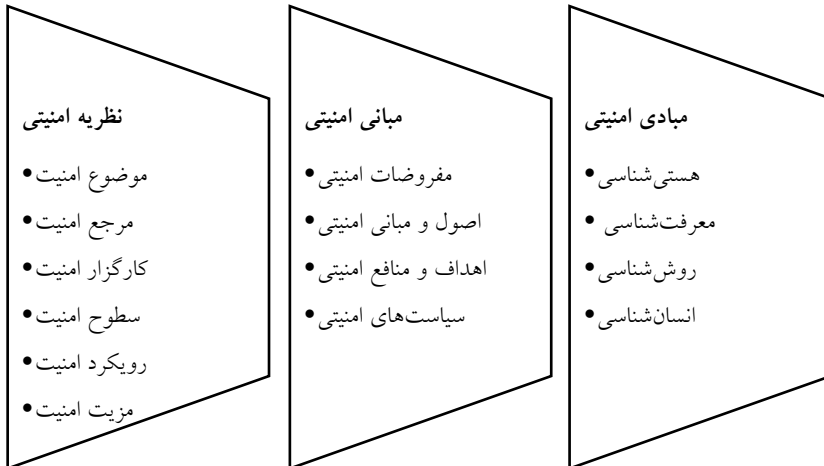 مبادی امنیتی
•هستی‌شناسی
•معرفت‌شناسی
•روش‌شناسی
•انسان‌شناسی
مبانی امنیتی
•مفروضات امنیتی
•اصول و مبانی امنیتی
•اهداف و منافع امنیتی
•سیاست‌های امنیتی
نظریه امنیتی
•موضوع امنیت
•مرجع امنیت
•کارگزار امنیت
•سطوح امنیت
•رویکرد امنیت
•مزیت امنیت